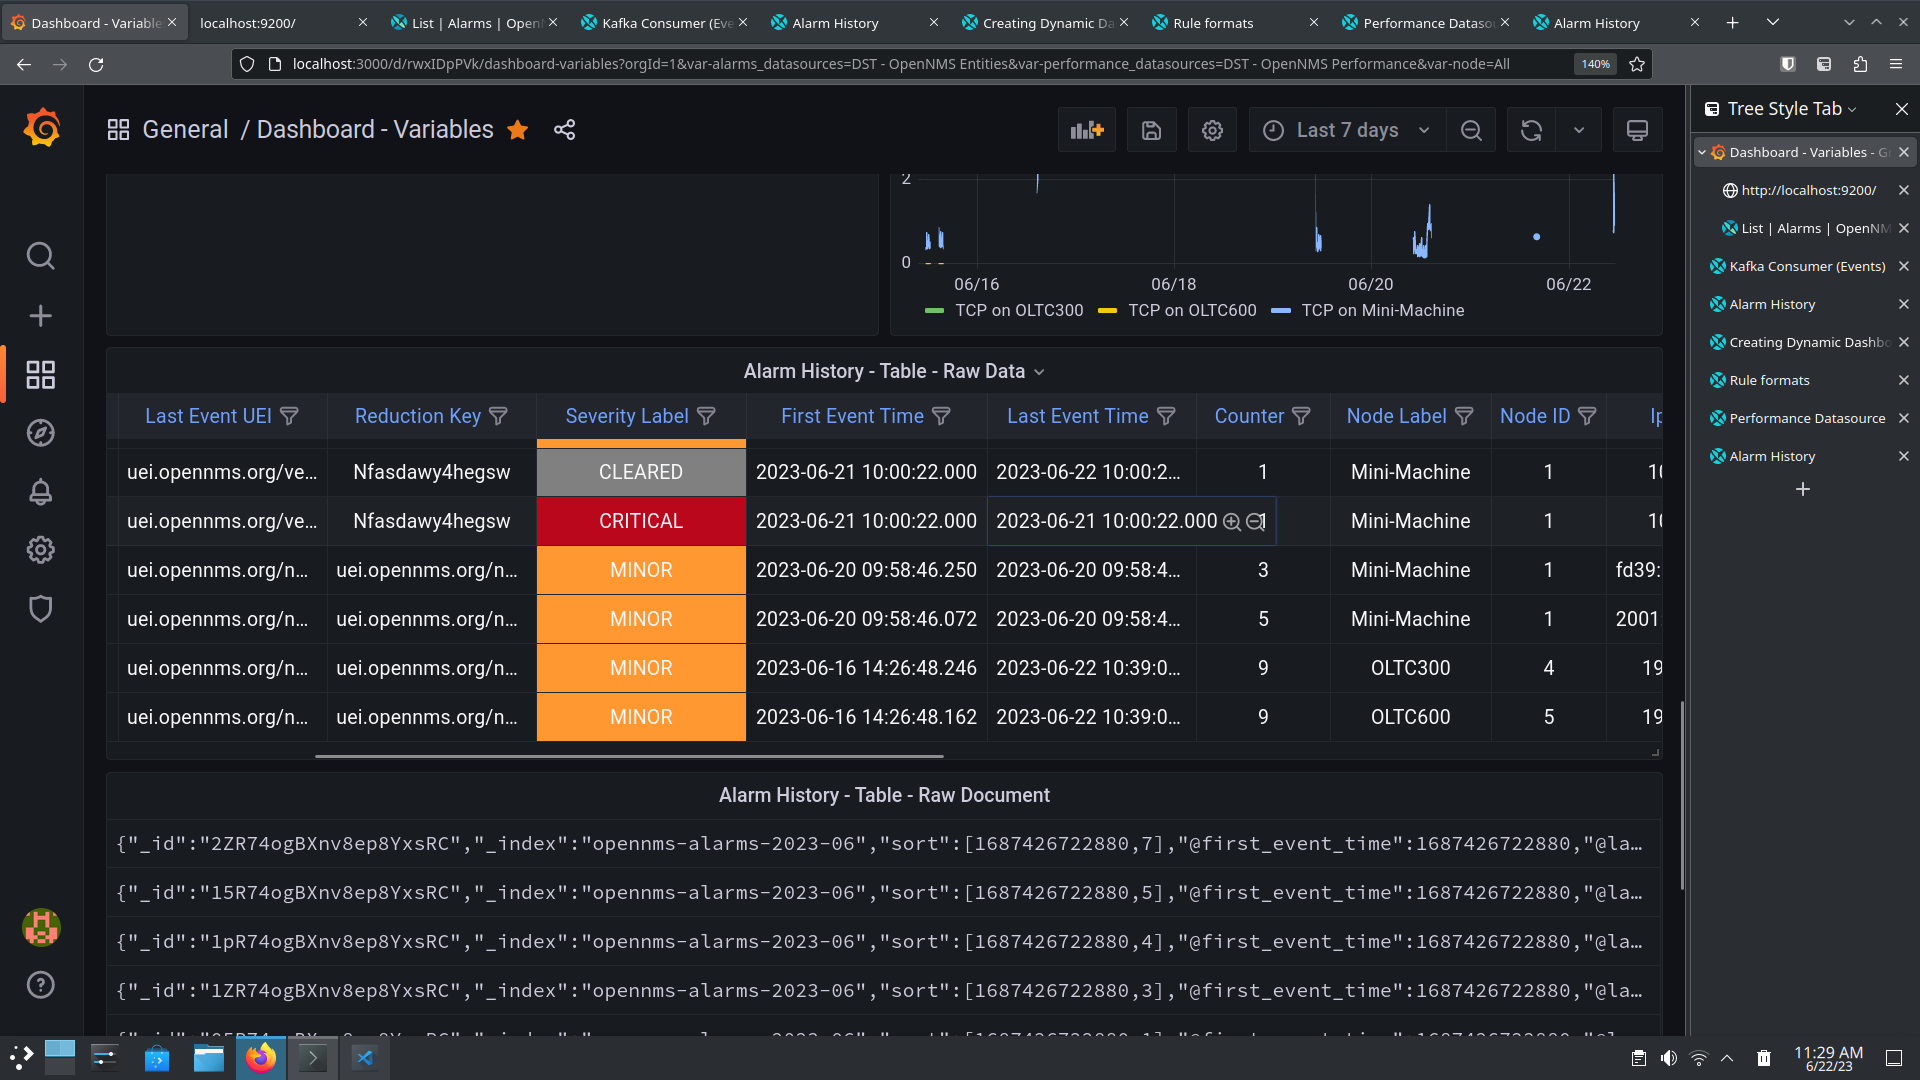 Dashboard - Variable
localhost:9200/
List | Alarms | Open
Kafka Consumer (Eve
Alarm History
Creating Dynamic Da
Rule formats
Performance Dataso
Alarm History
localhost:3000/d/rwxIDpPVk/dashboard-variables?orgId=1&var-alarms_datasources=DST - OpenNMS Entities&var-performance_datasources=DST - OpenNMS Performance&var-node=All
140%
General / Dashboard - Variables
Last 7 days
2
0
06/16 06/18 06/20 06/22
TCP on OLTC300 TCP on OLTC600 TCP on Mini-Machine
Alarm History - Table - Raw Data
Last Event UEI Reduction Key Severity Label First Event Time Last Event Time Counter Node Label Node ID Ip
uei.opennms.org/ve... Nfasdawy4hegsw CLEARED 2023-06-21 10:00:22.000 2023-06-22 10:00:2... 1 Mini-Machine 1 10
uei.opennms.org/ve... Nfasdawy4hegsw CRITICAL 2023-06-21 10:00:22.000 2023-06-21 10:00:22.000 1 Mini-Machine 1 10
uei.opennms.org/n... uei.opennms.org/n... MINOR 2023-06-20 09:58:46.250 2023-06-20 09:58:4... 3 Mini-Machine 1 fd39:
uei.opennms.org/n... uei.opennms.org/n... MINOR 2023-06-20 09:58:46.072 2023-06-20 09:58:4... 5 Mini-Machine 1 2001
uei.opennms.org/n... uei.opennms.org/n... MINOR 2023-06-16 14:26:48.246 2023-06-22 10:39:0... 9 OLTC300 4 19
uei.opennms.org/n... uei.opennms.org/n... MINOR 2023-06-16 14:26:48.162 2023-06-22 10:39:0... 9 OLTC600 5 19
Alarm History - Table - Raw Document
{"_id":"2ZR74ogBXnv8ep8YxsRC","_index":"opennms-alarms-2023-06","sort":[1687426722880,7],"@first_event_time":1687426722880,"@la...
{"_id":"15R74ogBXnv8ep8YxsRC","_index":"opennms-alarms-2023-06","sort":[1687426722880,5],"@first_event_time":1687426722880,"@la...
{"_id":"1pR74ogBXnv8ep8YxsRC","_index":"opennms-alarms-2023-06","sort":[1687426722880,4],"@first_event_time":1687426722880,"@la...
{"_id":"1ZR74ogBXnv8ep8YxsRC","_index":"opennms-alarms-2023-06","sort":[1687426722880,3],"@first_event_time":1687426722880,"@la...
Tree Style Tab
Dashboard - Variables - G
http://localhost:9200/
List | Alarms | OpenNM
Kafka Consumer (Events)
Alarm History
Creating Dynamic Dashbo
Rule formats
Performance Datasource
Alarm History
11:29 AM
6/22/23